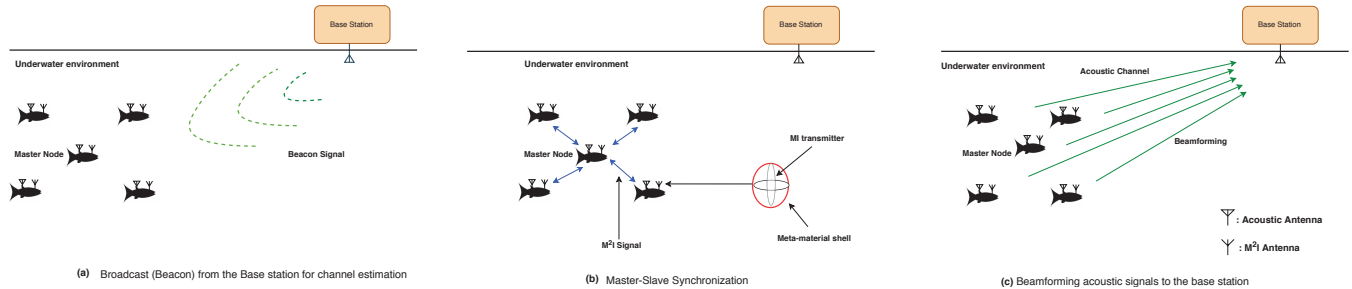 Base Station
Underwater environment
Master Node
Beacon Signal
(a) Broadcast (Beacon) from the Base station for channel estimation
Base Station
Underwater environment
Master Node
MI transmitter
M²I Signal
Meta-material shell
(b) Master-Slave Synchronization
Base Station
Underwater environment
Acoustic Channel
Master Node
Beamforming
: Acoustic Antenna
: M²I Antenna
(c) Beamforming acoustic signals to the base station